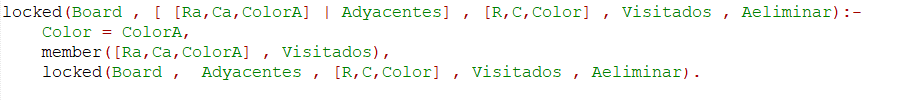 locked(Board , [ [Ra,Ca,ColorA] | Adyacentes] , [R,C,Color] , Visitados , Aeliminar):-
Color = ColorA,
member([Ra,Ca,ColorA] , Visitados),
locked(Board ,  Adyacentes , [R,C,Color] , Visitados , Aeliminar).